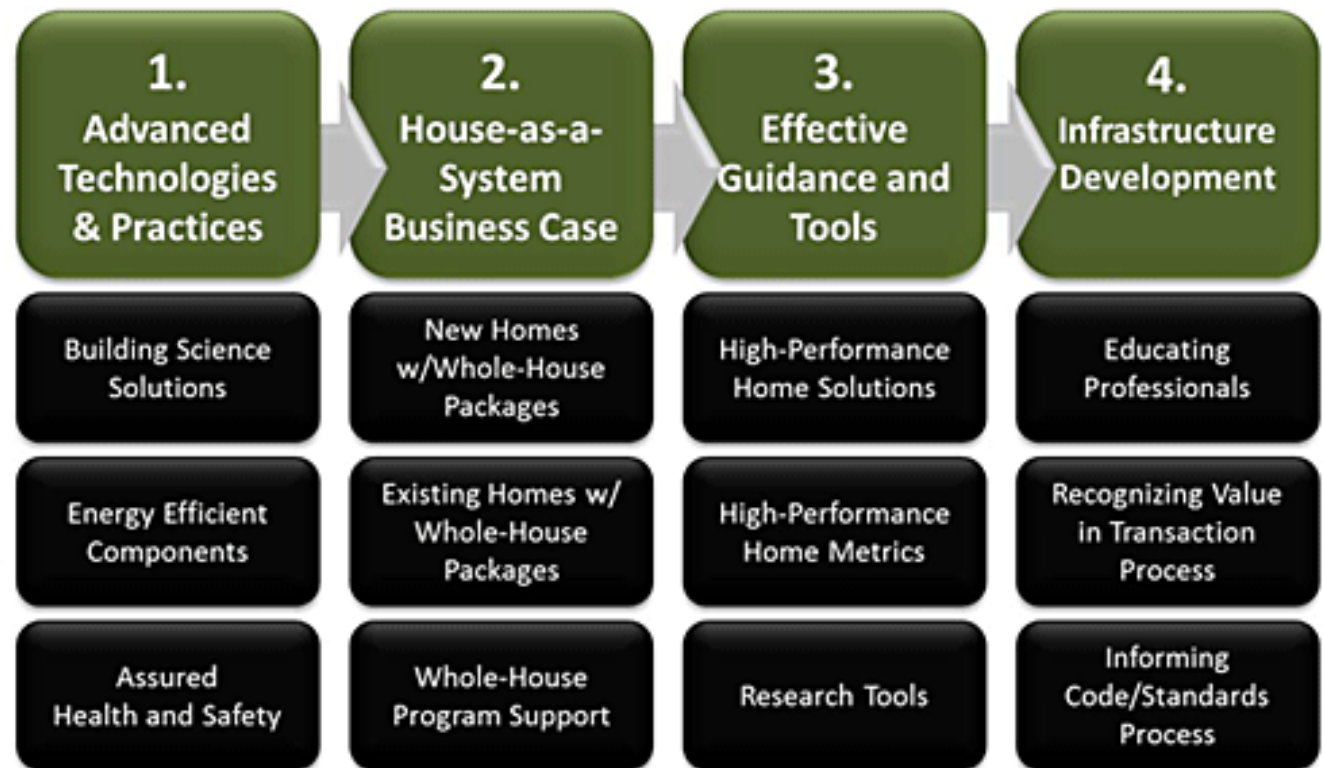 1.
Advanced
Technologies
& Practices
Building Science
Solutions
Energy Efficient
Components
Assured
Health and Safety
2.
House-as-a-
System
Business Case
New Homes
w/Whole-House
Packages
Existing Homes w/
Whole-House
Packages
Whole-House
Program Support
3.
Effective
Guidance and
Tools
High-Performance
Home Solutions
High-Performance
Home Metrics
Research Tools
4.
Infrastructure
Development
Educating
Professionals
Recognizing Value
in Transaction
Process
Informing
Code/Standards
Process